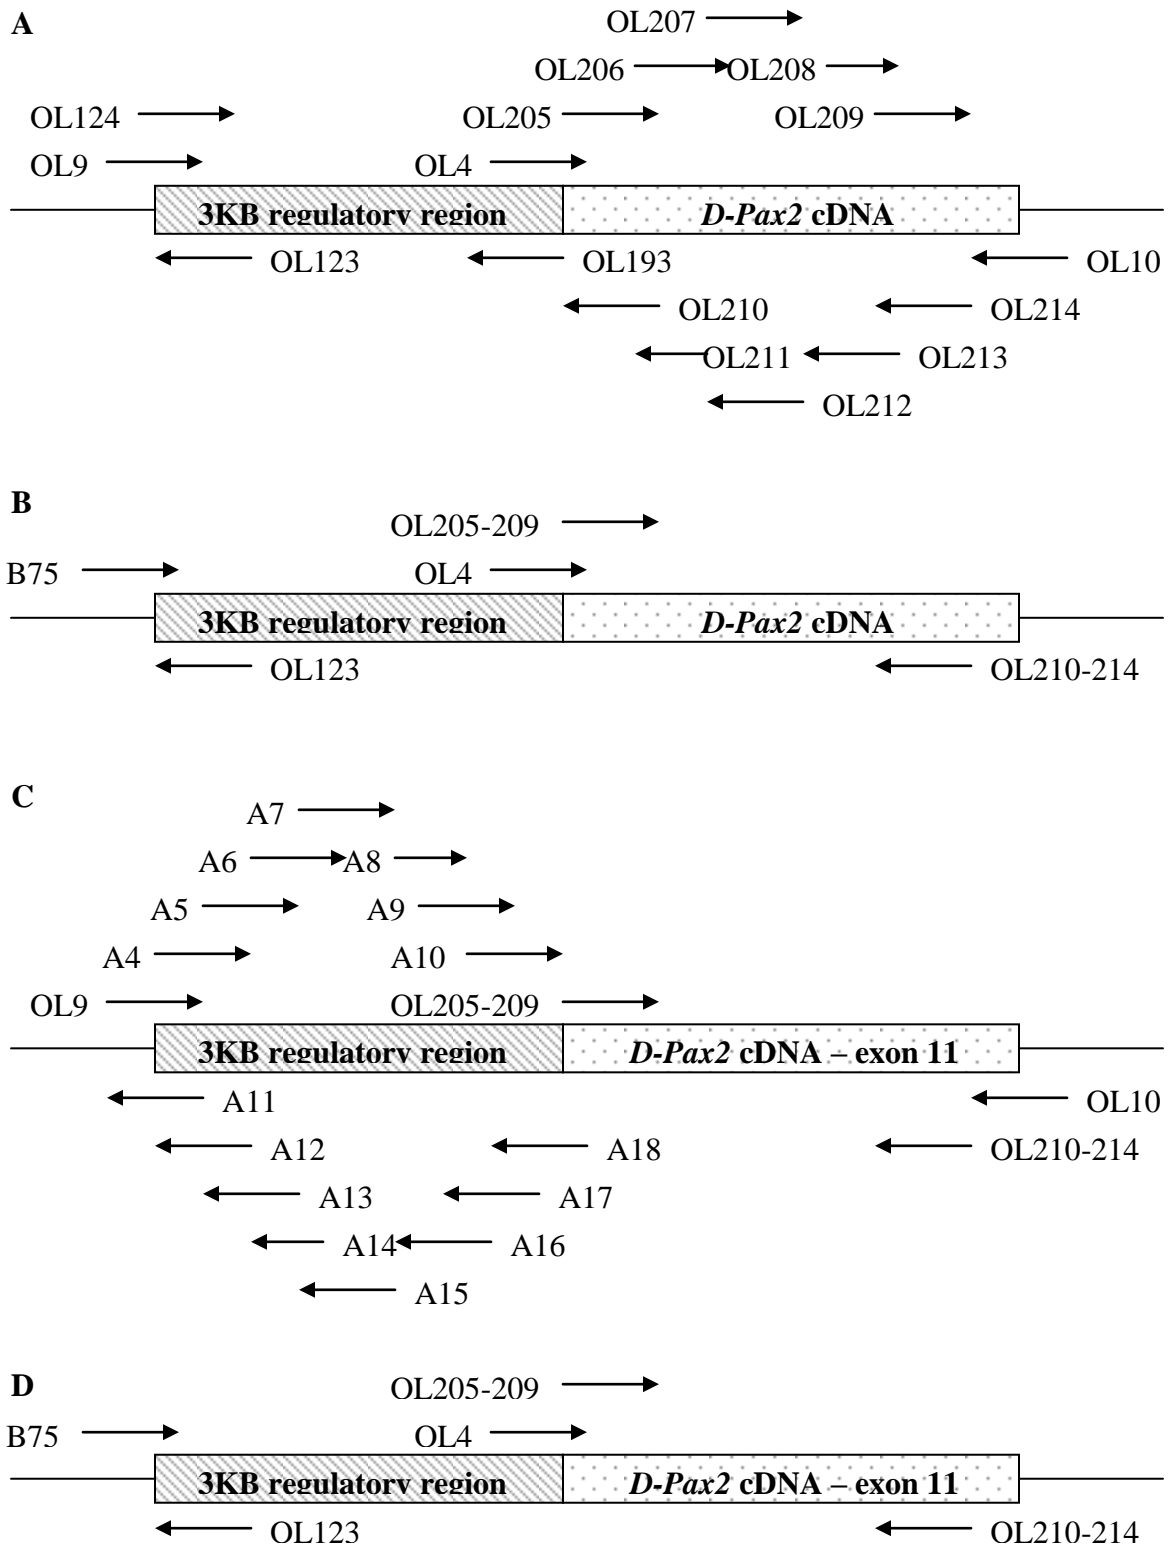 A
OL207
OL206 OL208
OL124 OL205 OL209
OL9 OL4
3KB regulatory region D-Pax2 cDNA
OL123 OL193 OL10
OL210 OL214
OL211 OL213
OL212
B
OL205-209
B75 OL4
3KB regulatory region D-Pax2 cDNA
OL123 OL210-214
C
A7
A6 A8
A5 A9
A4 A10
OL9 OL205-209
3KB regulatory region D-Pax2 cDNA – exon 11
A11 OL10
A12 A18 OL210-214
A13 A17
A14 A16
A15
D
OL205-209
B75 OL4
3KB regulatory region D-Pax2 cDNA – exon 11
OL123 OL210-214